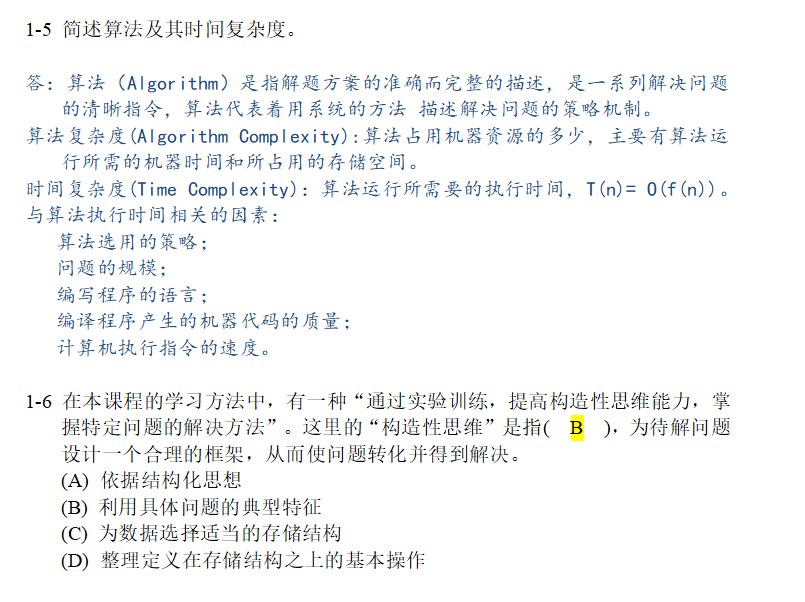 1-5 简述算法及其时间复杂度。
答：算法（Algorithm）是指解题方案的准确而完整的描述，是一系列解决问题
的清晰指令，算法代表着用系统的方法 描述解决问题的策略机制。
算法复杂度(Algorithm Complexity):算法占用机器资源的多少，主要有算法运
行所需的机器时间和所占用的存储空间。
时间复杂度(Time Complexity)：算法运行所需要的执行时间，T(n)= O(f(n))。
与算法执行时间相关的因素：
算法选用的策略；
问题的规模；
编写程序的语言；
编译程序产生的机器代码的质量；
计算机执行指令的速度。
1-6 在本课程的学习方法中，有一种“通过实验训练，提高构造性思维能力，掌
握特定问题的解决方法”。这里的“构造性思维”是指( B )，为待解问题
设计一个合理的框架，从而使问题转化并得到解决。
(A) 依据结构化思想
(B) 利用具体问题的典型特征
(C) 为数据选择适当的存储结构
(D) 整理定义在存储结构之上的基本操作